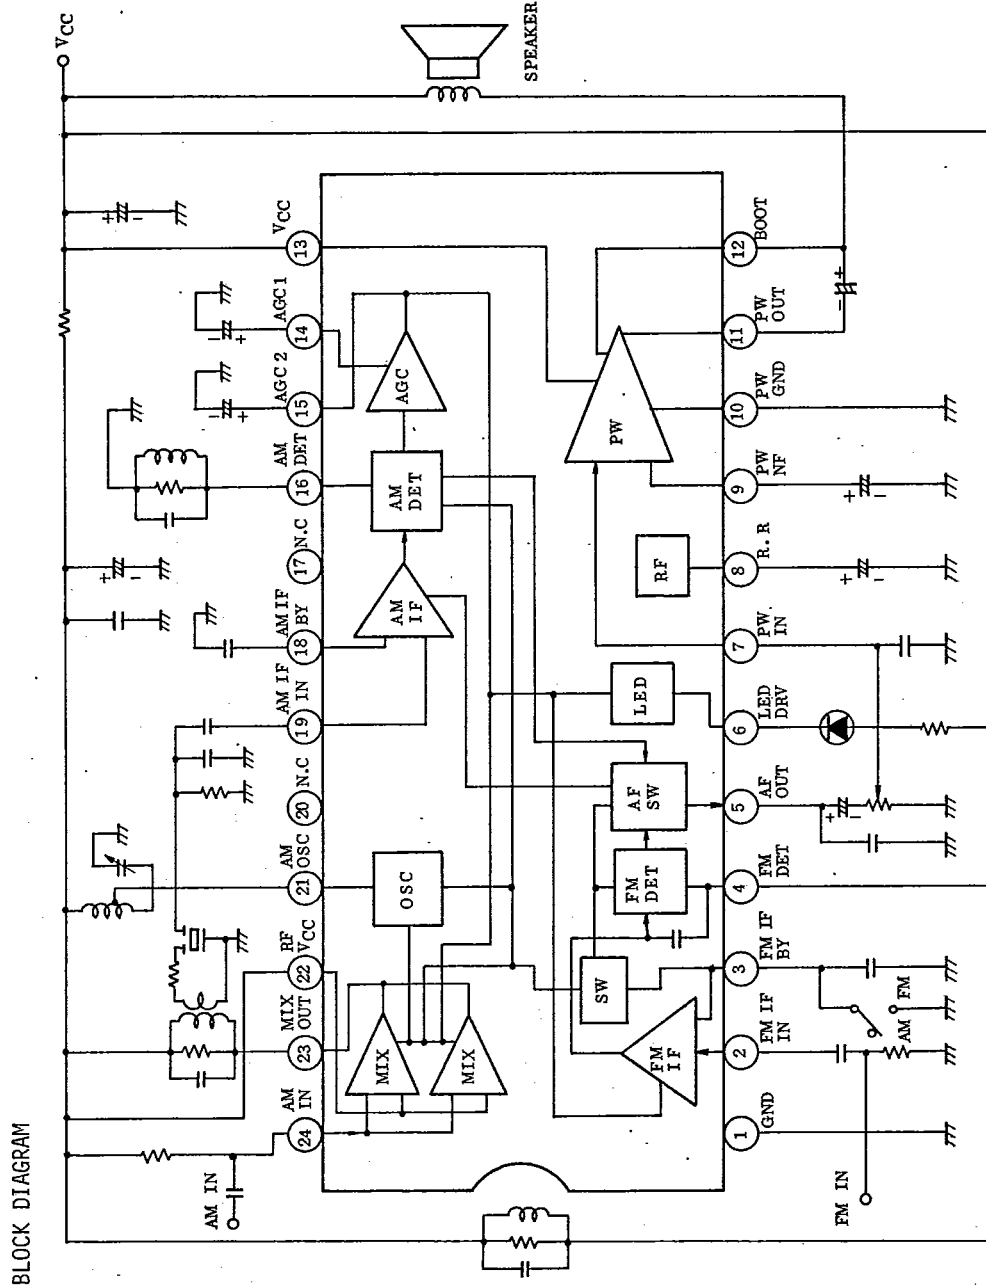 BLOCK DIAGRAM
VCC
SPEAKER
AM IN
24
AM
IN
23
MIX
OUT
22
RF
VCC
21
AM
OSC
20
N.C
19
AM IF
IN
18
AM IF
BY
17
N.C
16
AM
DET
15
AGC 2
14
AGC 1
13
VCC
MIX
MIX
OSC
AM
IF
AM
DET
AGC
FM
IF
SW
FM
DET
AF
SW
LED
RF
PW
1
GND
2
FM IF
IN
3
FM IF
BY
4
FM
DET
5
AF
OUT
6
LED
DRV
7
PW
IN
8
R.R
9
PW
NF
10
PW
GND
11
PW
OUT
12
BOOT
FM IN
AM
FM